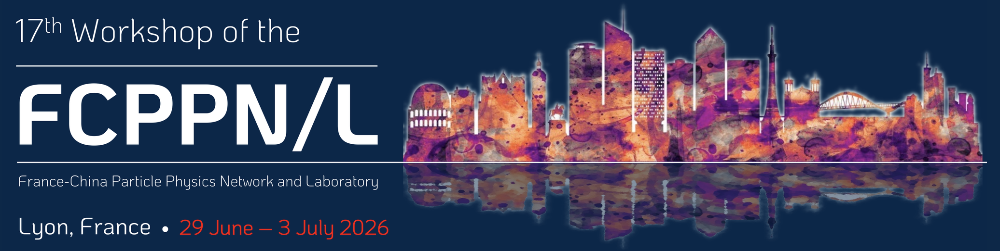 17th Workshop of the
FCPPN/L
France-China Particle Physics Network and Laboratory
Lyon, France • 29 June – 3 July 2026